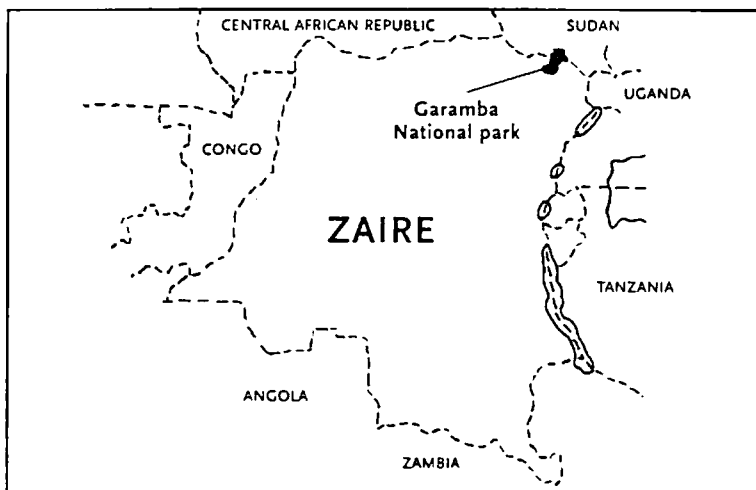 CENTRAL AFRICAN REPUBLIC
SUDAN
Garamba
National park
UGANDA
CONGO
ZAIRE
TANZANIA
ANGOLA
ZAMBIA